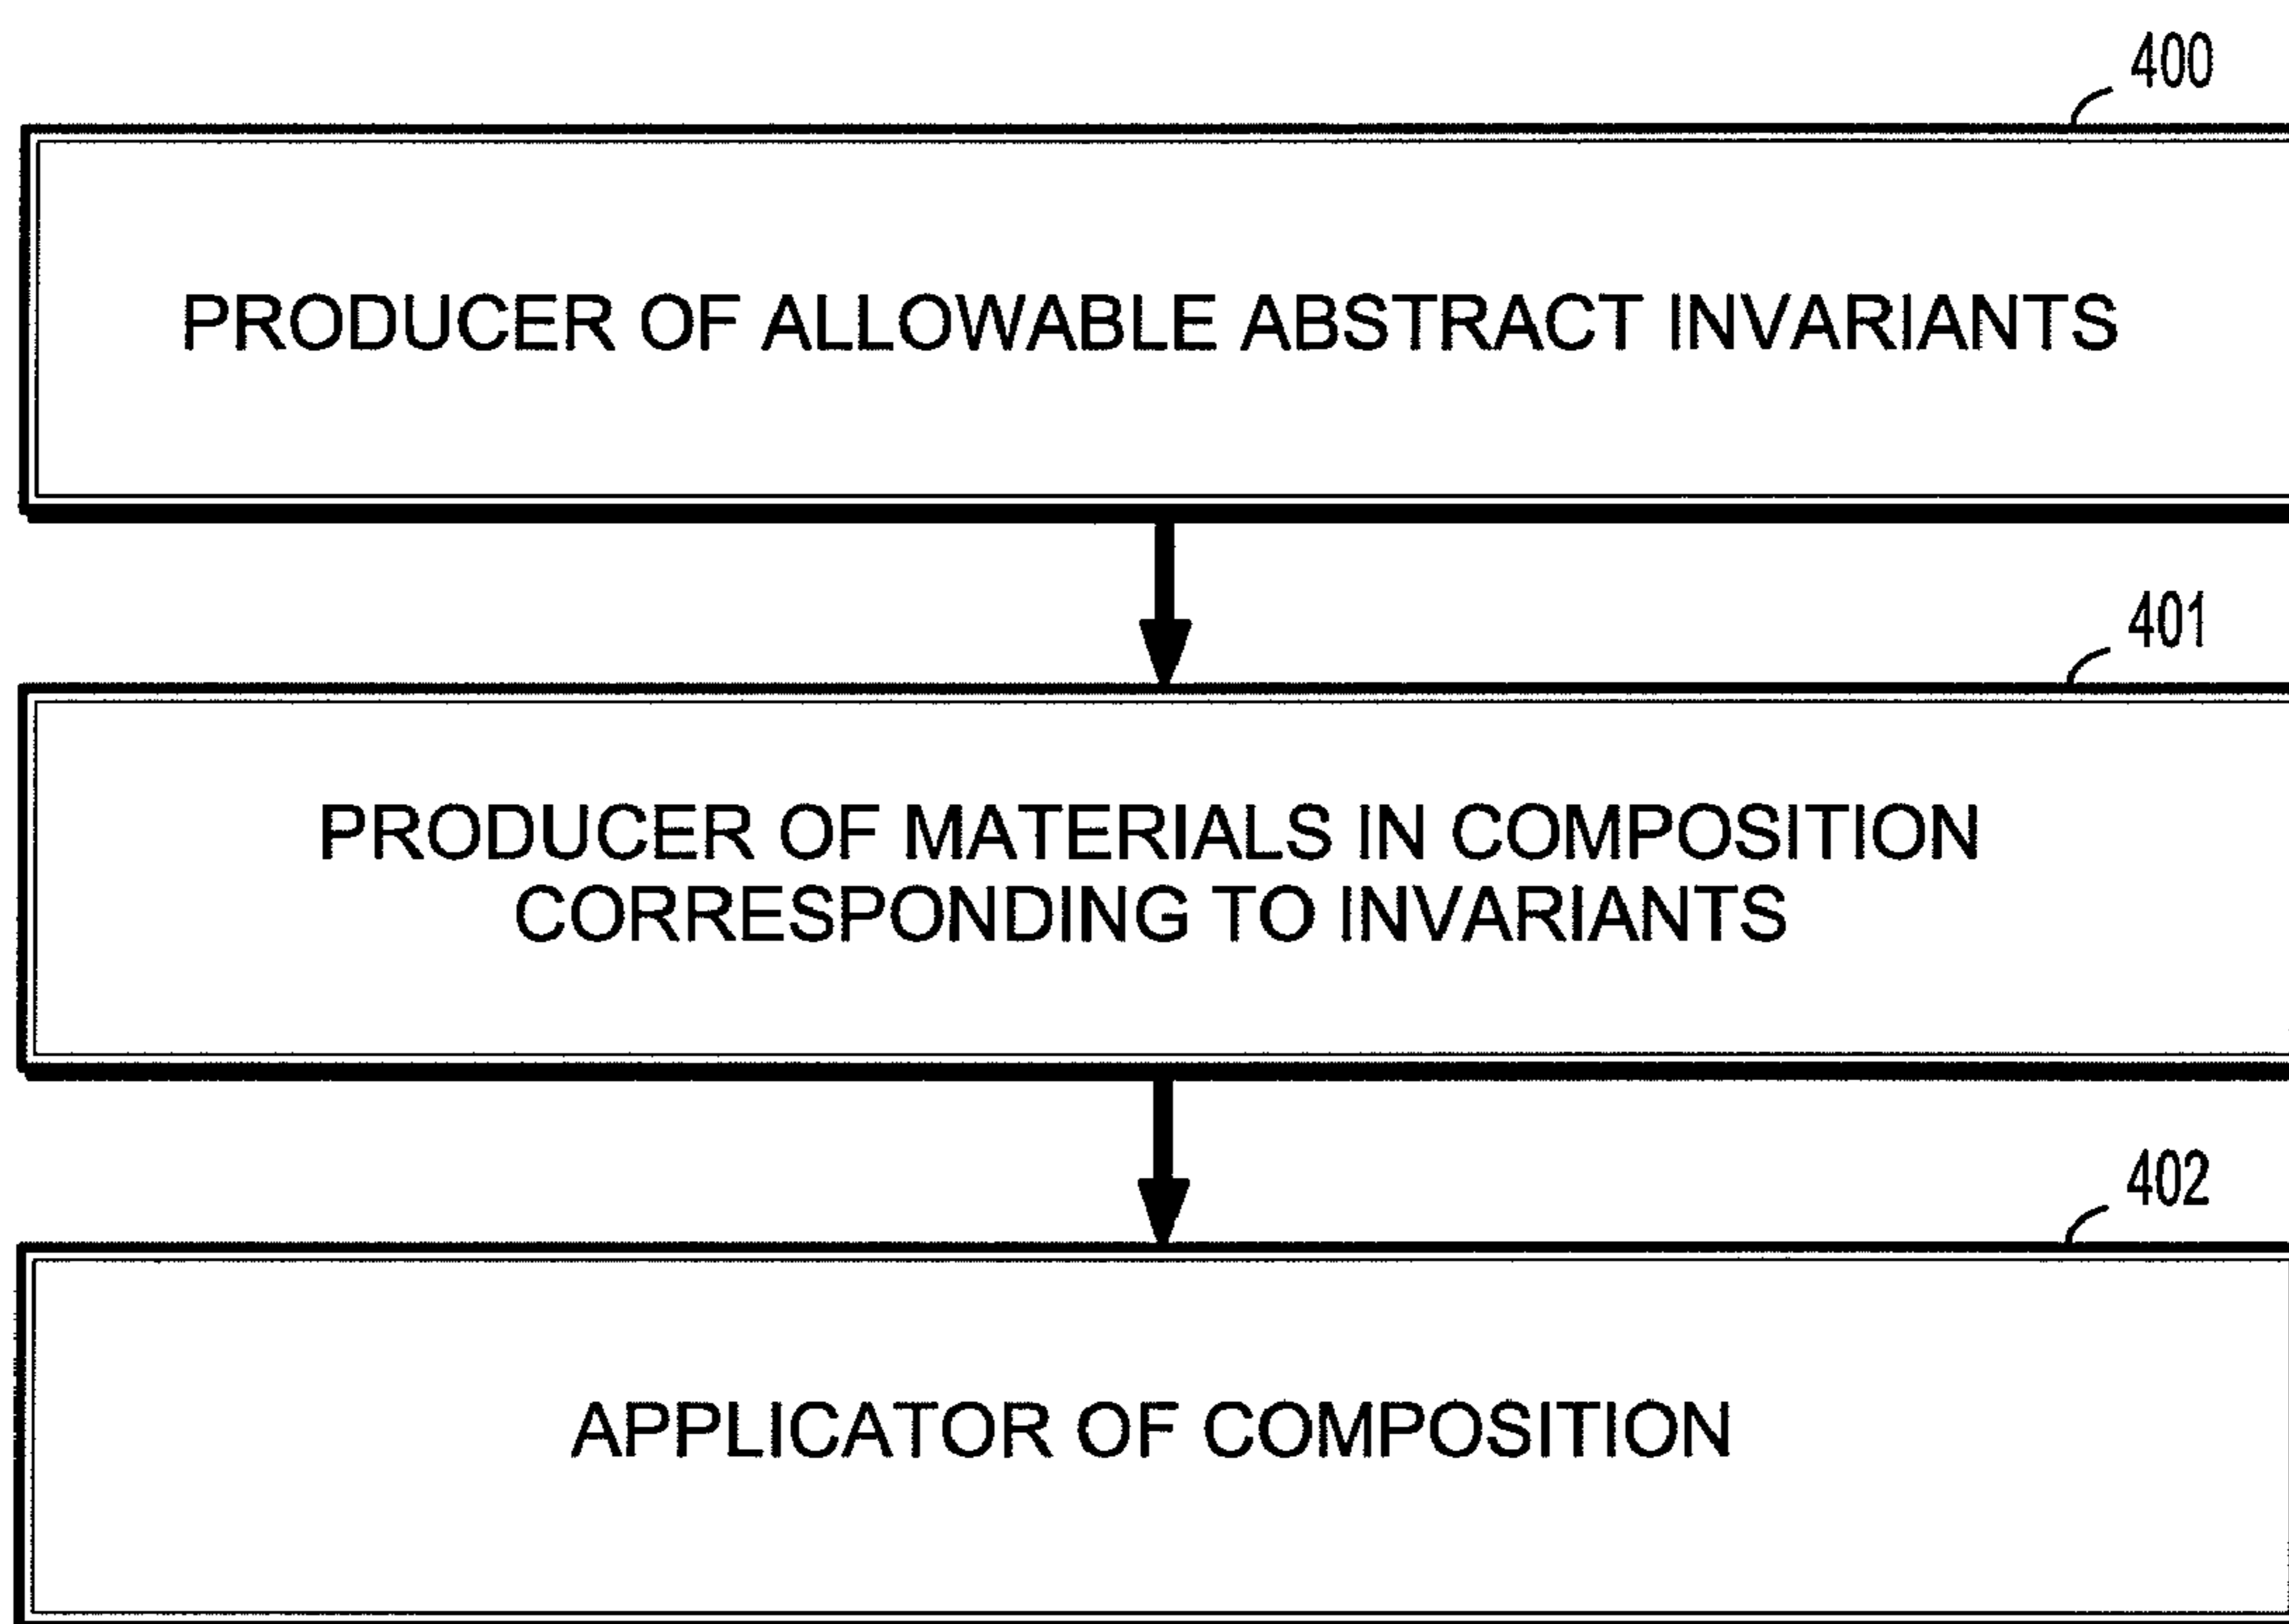 400
PRODUCER OF ALLOWABLE ABSTRACT INVARIANTS
401
PRODUCER OF MATERIALS IN COMPOSITION
CORRESPONDING TO INVARIANTS
402
APPLICATOR OF COMPOSITION